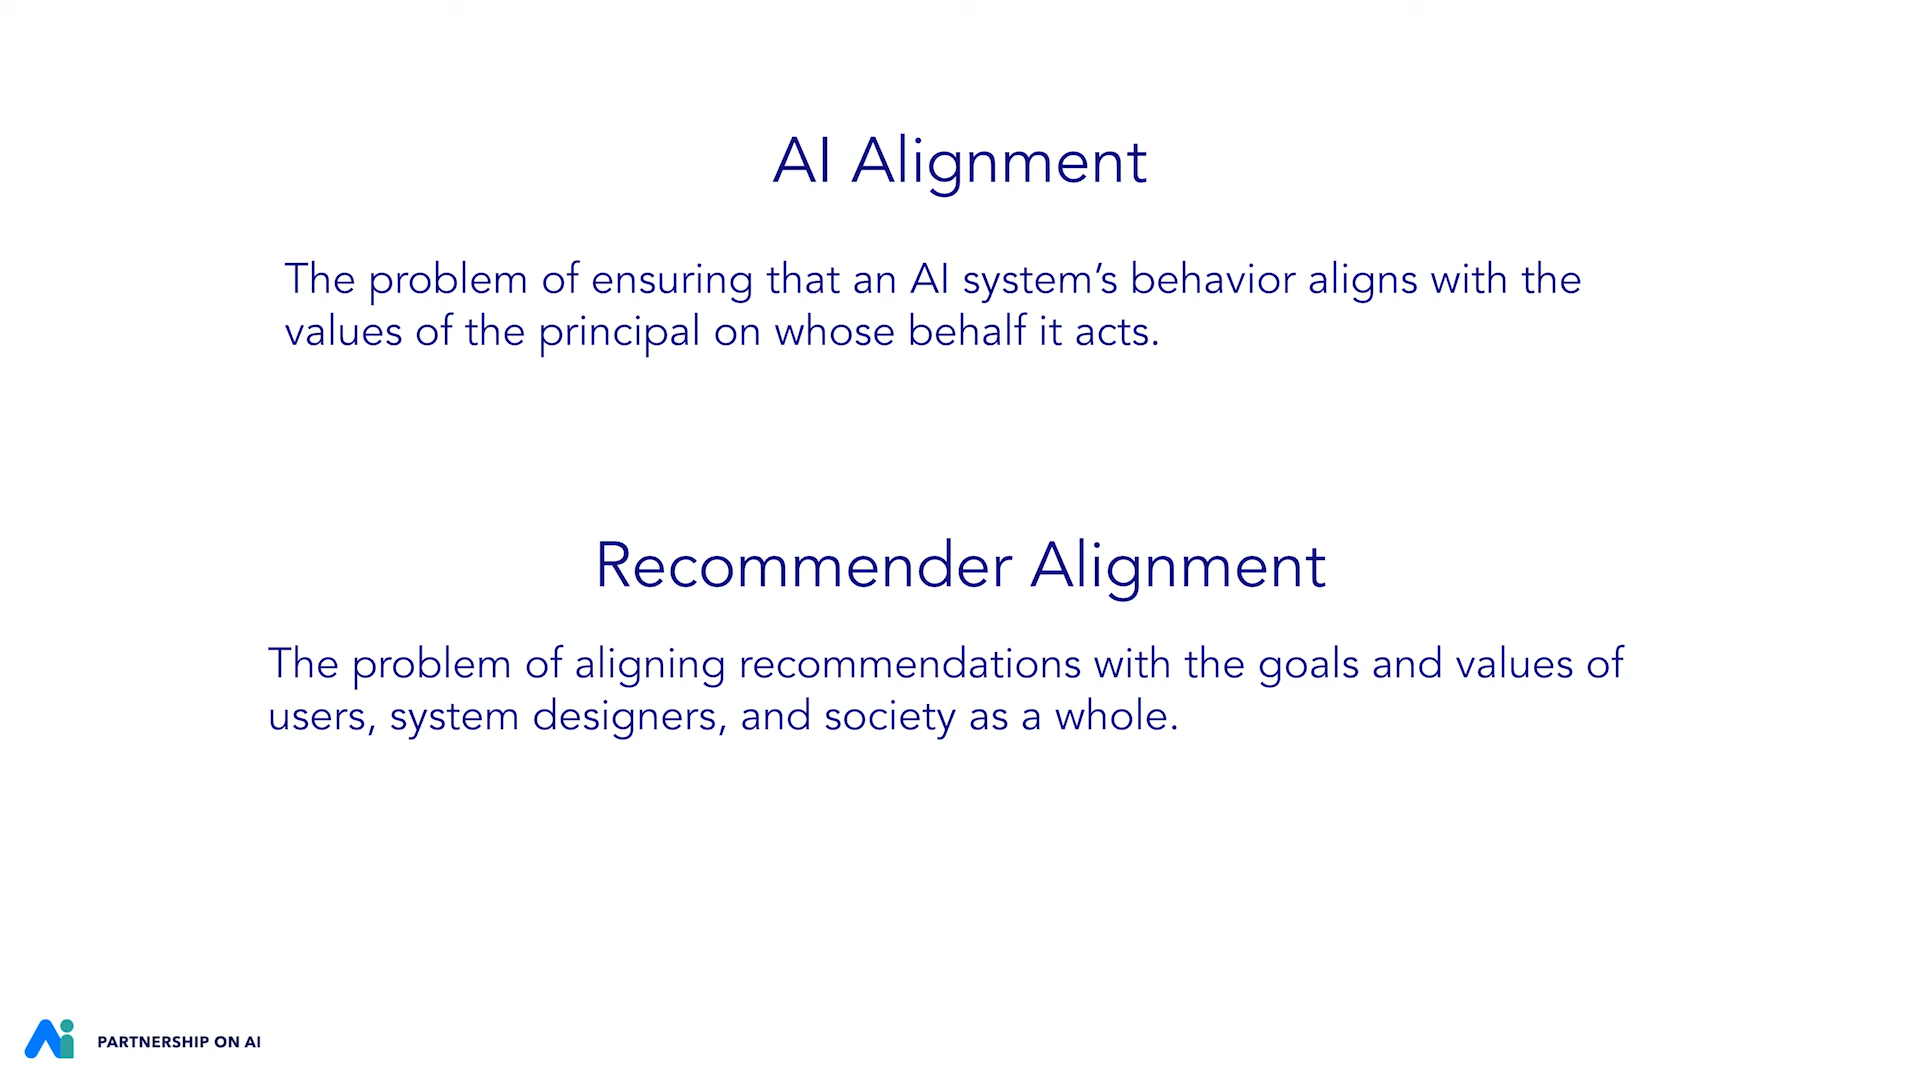 AI Alignment
The problem of ensuring that an AI system’s behavior aligns with the
values of the principal on whose behalf it acts.
Recommender Alignment
The problem of aligning recommendations with the goals and values of
users, system designers, and society as a whole.
PARTNERSHIP ON AI